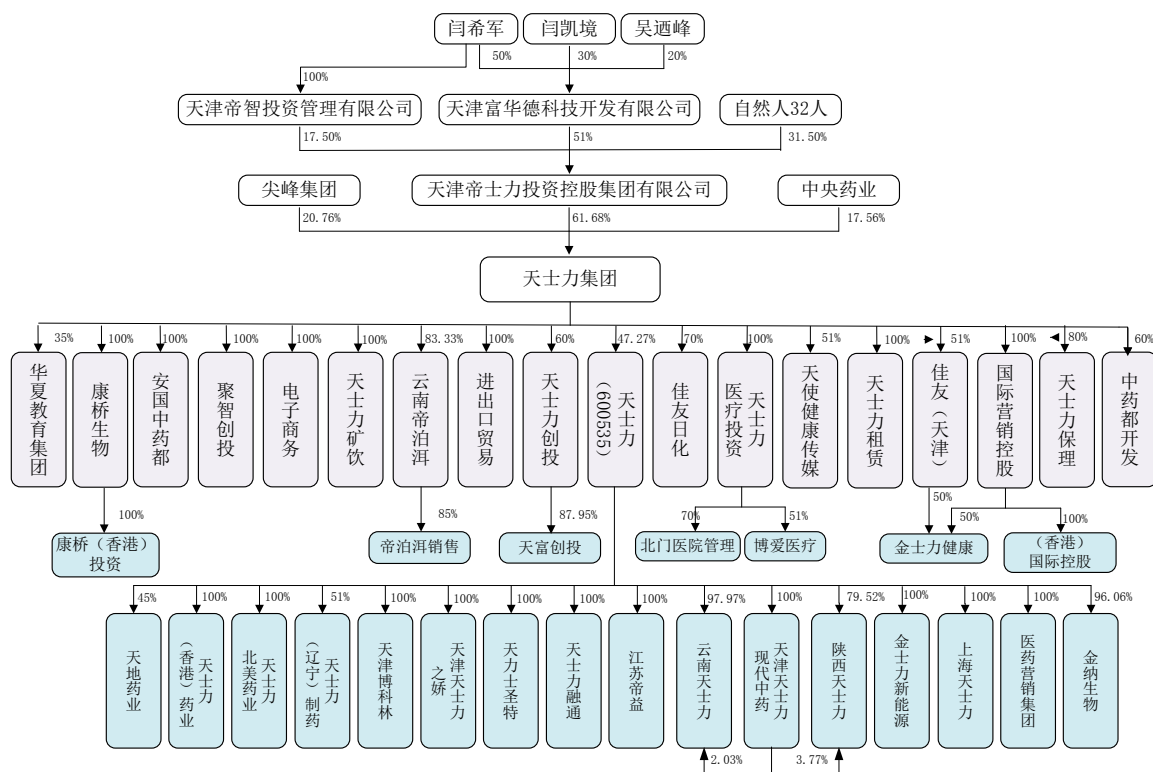 闫希军
闫凯境
吴迺峰
50%
30%
20%
100%
天津帝智投资管理有限公司
天津富华德科技开发有限公司
自然人32人
17.50%
51%
31.50%
尖峰集团
天津帝士力投资控股集团有限公司
中央药业
20.76%
61.68%
17.56%
天士力集团
35%
100%
100%
100%
100%
100%
83.33%
100%
60%
47.27%
70%
100%
51%
100%
51%
100%
80%
60%
华夏教育集团
康桥生物
安国中药都
聚智创投
电子商务
天士力矿饮
云南帝泊洱
进出口贸易
天士力创投
天士力
(600535)
佳友日化
天士力
医疗投资
天使健康传媒
天士力租赁
佳友（天津）
国际营销控股
天士力保理
中药都开发
100%
85%
87.95%
70%
51%
50%
50%
100%
康桥（香港）
投资
帝泊洱销售
天富创投
北门医院管理
博爱医疗
金士力健康
（香港）
国际控股
45%
100%
100%
51%
100%
100%
100%
100%
100%
97.97%
100%
79.52%
100%
100%
100%
96.06%
天地药业
天士力
（香港）药业
天士力
北美药业
天士力
（辽宁）制药
天津博科林
天津天士力
之娇
天力士圣特
天士力融通
江苏帝益
云南天士力
天津天士力
现代中药
陕西天士力
金士力新能源
上海天士力
医药营销集团
金纳生物
2.03%
3.77%